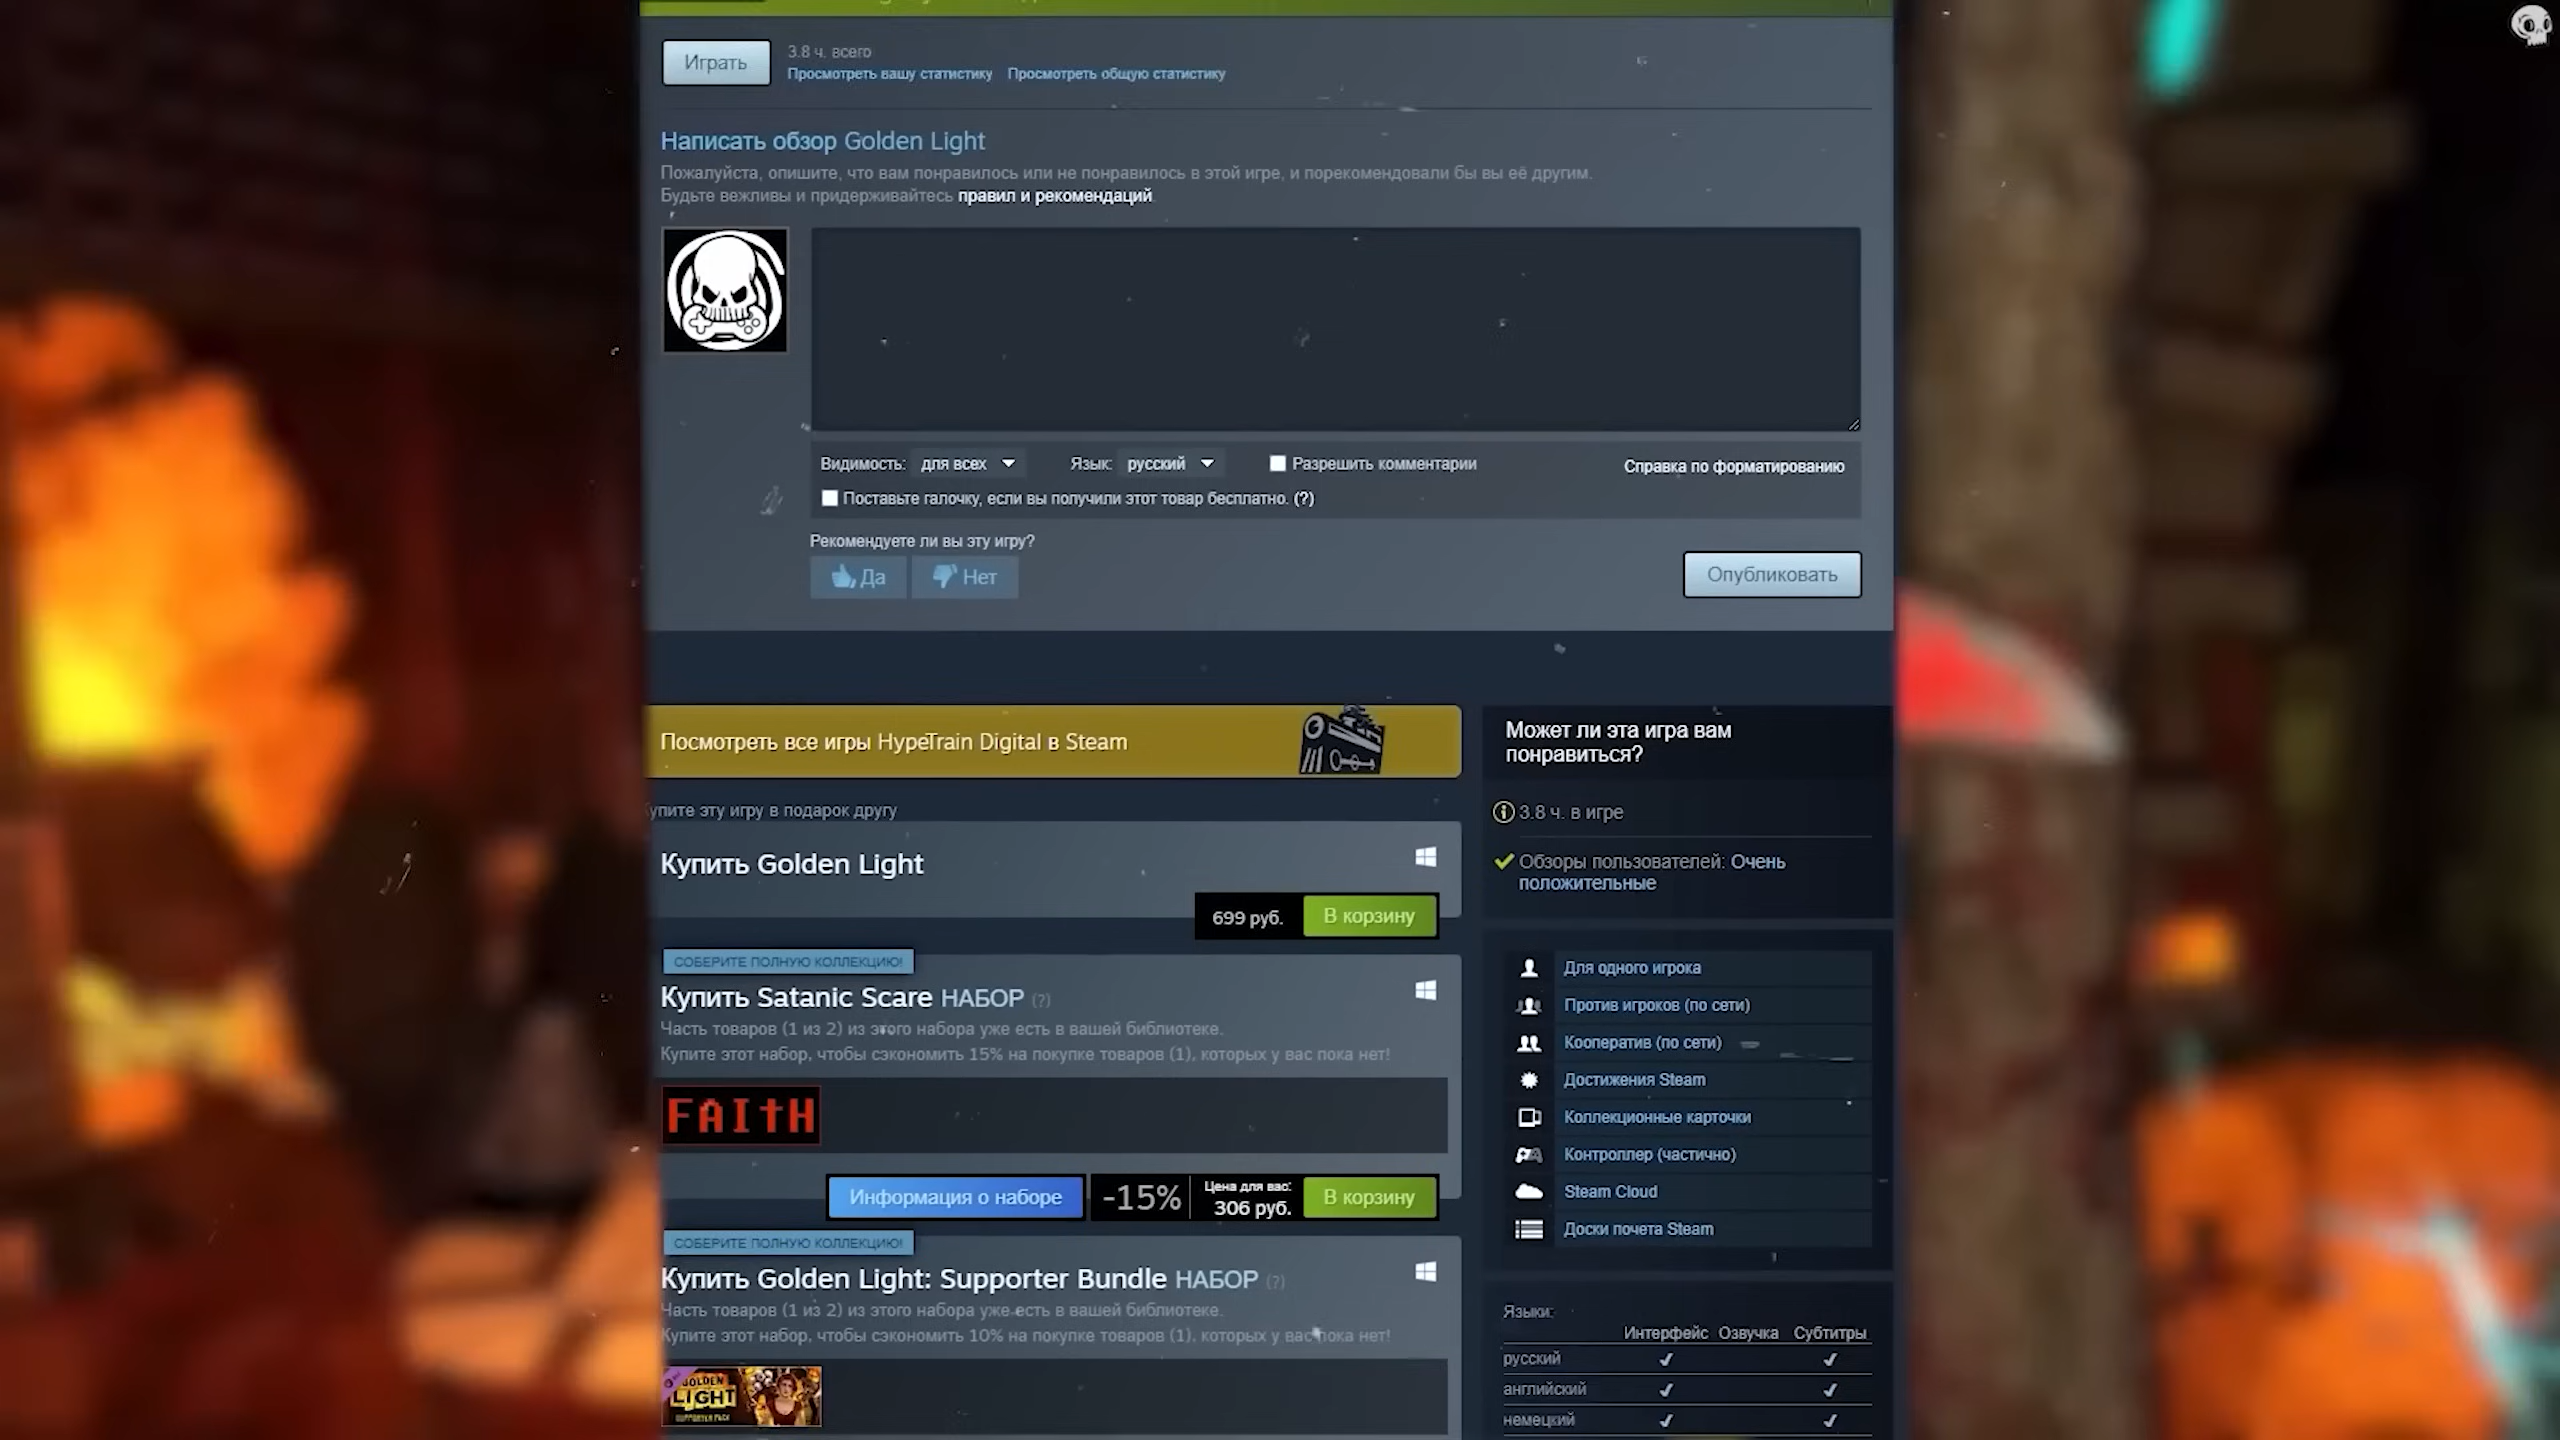 Играть
3.8 ч. всего
Просмотреть вашу статистику Просмотреть общую статистику
Написать обзор Golden Light
Пожалуйста, опишите, что вам понравилось или не понравилось в этой игре, и порекомендовали бы вы её другим.
Будьте вежливы и придерживайтесь правил и рекомендаций.
Видимость: для всех Язык: русский Разрешить комментарии Справка по форматированию
Поставьте галочку, если вы получили этот товар бесплатно. (?)
Рекомендуете ли вы эту игру?
Да Нет
Опубликовать
Посмотреть все игры HypeTrain Digital в Steam
упите эту игру в подарок другу
Купить Golden Light
699 руб. В корзину
СОБЕРИТЕ ПОЛНУЮ КОЛЛЕКЦИЮ!
Купить Satanic Scare НАБОР (?)
Часть товаров (1 из 2) из этого набора уже есть в вашей библиотеке.
Купите этот набор, чтобы сэкономить 15% на покупке товаров (1), которых у вас пока нет!
FAItH
Информация о наборе -15% Цена для вас: 306 руб. В корзину
СОБЕРИТЕ ПОЛНУЮ КОЛЛЕКЦИЮ!
Купить Golden Light: Supporter Bundle НАБОР (?)
Часть товаров (1 из 2) из этого набора уже есть в вашей библиотеке.
Купите этот набор, чтобы сэкономить 10% на покупке товаров (1), которых у вас пока нет!
GOLDEN
LIGHT
SUPPORTER PACK
Может ли эта игра вам
понравиться?
3.8 ч. в игре
Обзоры пользователей: Очень
положительные
Для одного игрока
Против игроков (по сети)
Кооператив (по сети)
Достижения Steam
Коллекционные карточки
Контроллер (частично)
Steam Cloud
Доски почета Steam
Языки:
Интерфейс Озвучка Субтитры
русский ✔ ✔
английский ✔ ✔
немецкий ✔ ✔